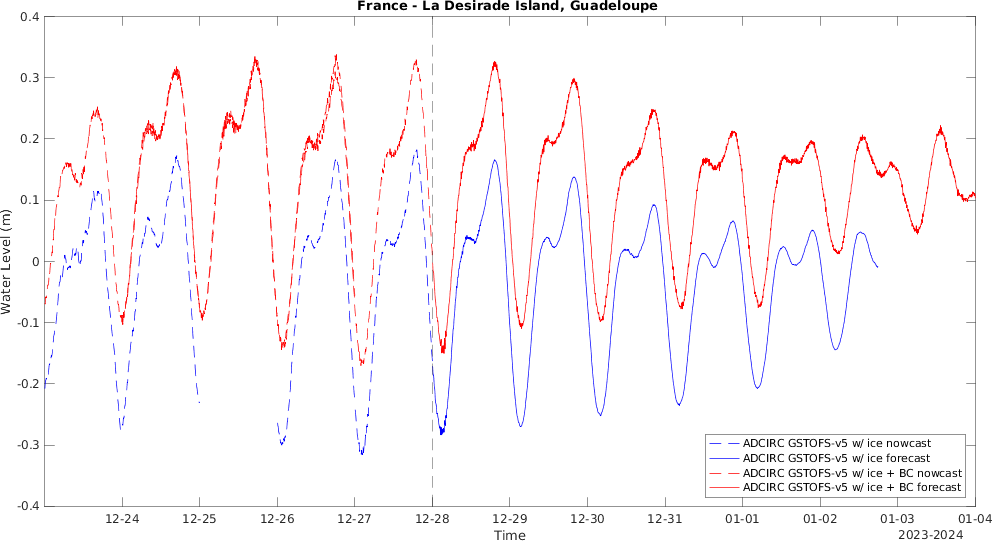 France - La Desirade Island, Guadeloupe
0.4
0.3
0.2
0.1
0
-0.1
-0.2
-0.3
-0.4
Water Level (m)
ADCIRC GSTOFS-v5 w/ ice nowcast
ADCIRC GSTOFS-v5 w/ ice forecast
ADCIRC GSTOFS-v5 w/ ice + BC nowcast
ADCIRC GSTOFS-v5 w/ ice + BC forecast
12-24 12-25 12-26 12-27 12-28 12-29 12-30 12-31 01-01 01-02 01-03 01-04
Time
2023-2024